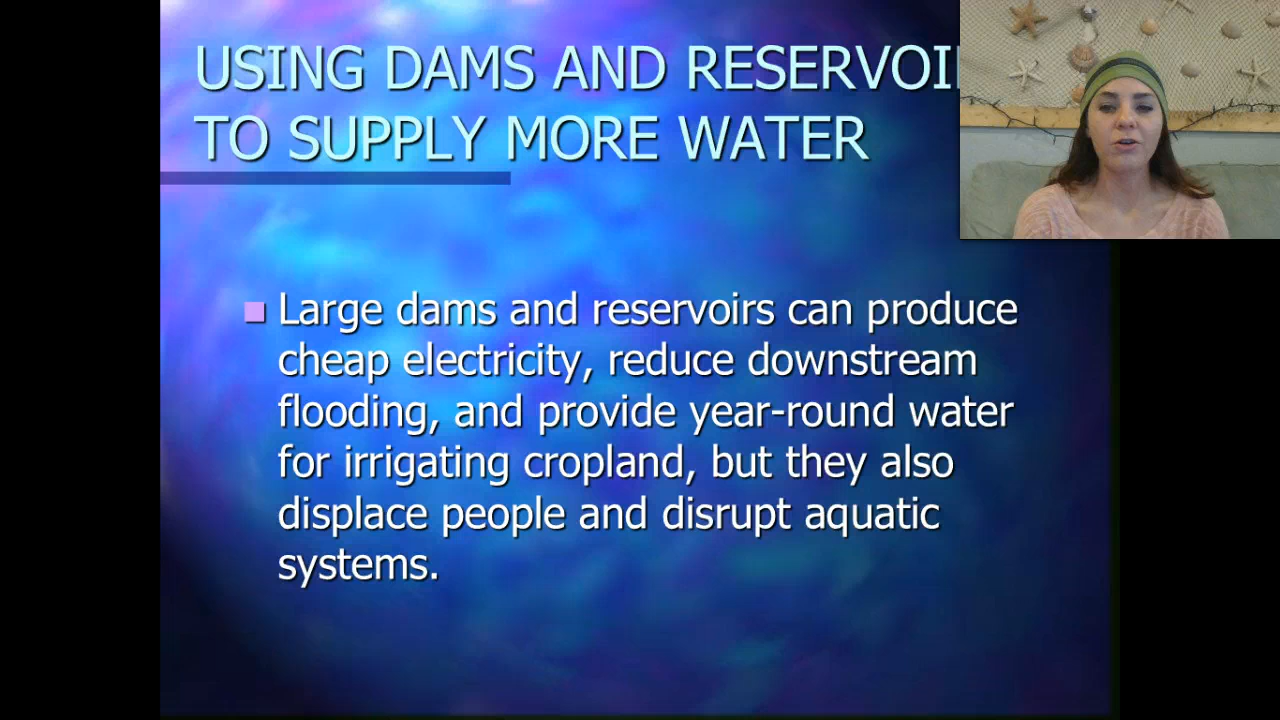 USING DAMS AND RESERVOI
TO SUPPLY MORE WATER
Large dams and reservoirs can produce
cheap electricity, reduce downstream
flooding, and provide year-round water
for irrigating cropland, but they also
displace people and disrupt aquatic
systems.